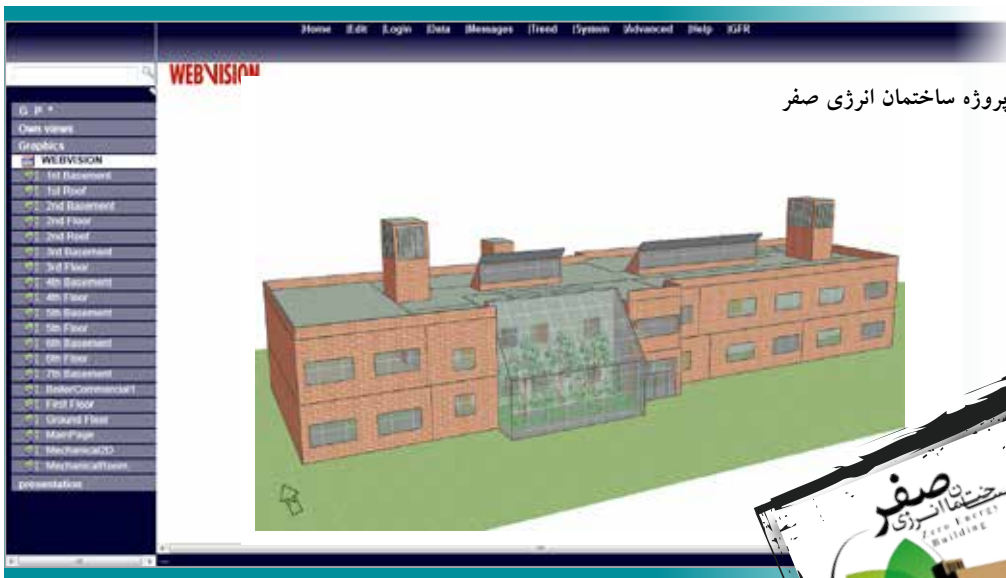 |Home |Edit |Login |Data |Messages |Trend |System |Advanced |Help |GFR
WEBVISION
پروژه ساختمان انرژی صفر
G P *
Own views
Graphics
WEBVISION
1st Basement
1st Roof
2nd Basement
2nd Floor
2nd Roof
3rd Basement
3rd Floor
4th Basement
4th Floor
5th Basement
5th Floor
6th Basement
6th Floor
7th Basement
BoilerCommercial1
First Floor
Ground Floor
MainPage
Mechanical2D
MechanicalRoom
presentation
انرژی صفر
Zero Energy
Building